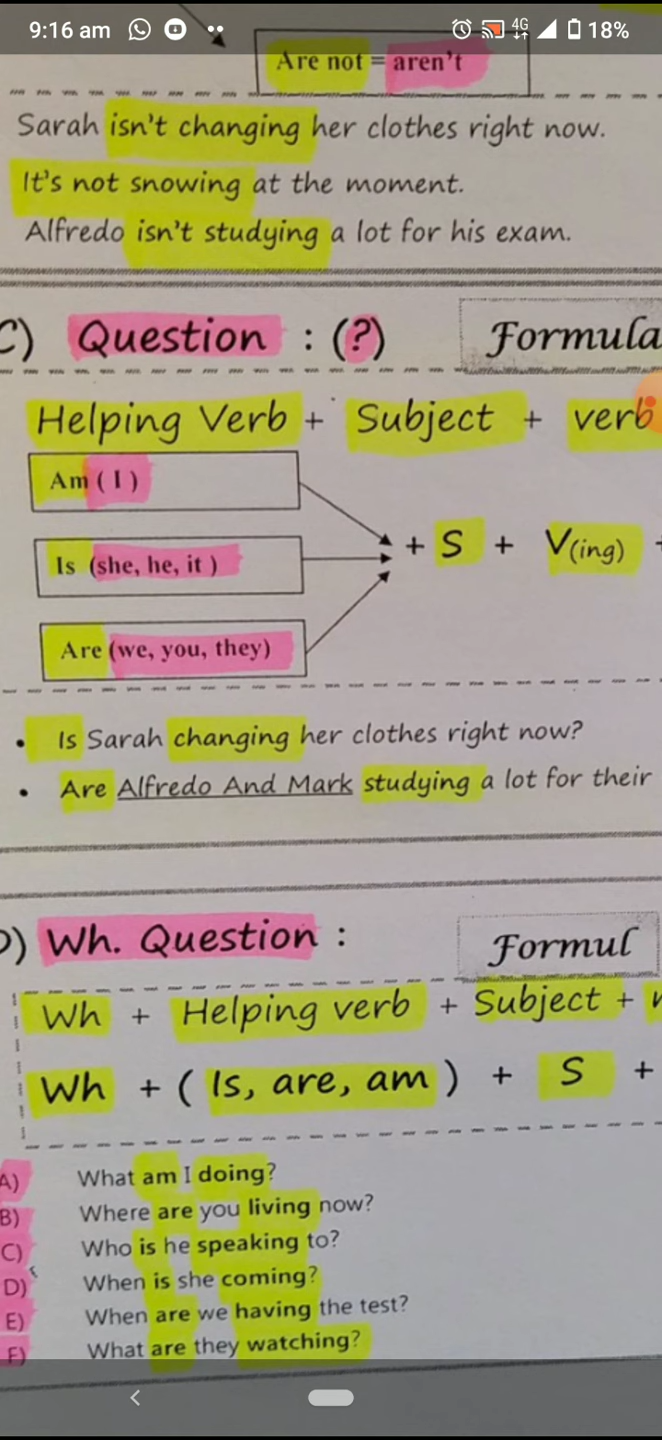 9:16 am 4G 18%
Are not = aren't
Sarah isn't changing her clothes right now.
It's not snowing at the moment.
Alfredo isn't studying a lot for his exam.
C) Question : (?) Formula
Helping Verb + Subject + verb
Am ( I )
Is (she, he, it )
+ S + V(ing)
Are (we, you, they)
• Is Sarah changing her clothes right now?
• Are Alfredo And Mark studying a lot for their
D) Wh. Question : Formul
Wh + Helping verb + Subject +
Wh + ( Is, are, am ) + S +
A) What am I doing?
B) Where are you living now?
C) Who is he speaking to?
D) When is she coming?
E) When are we having the test?
F) What are they watching?